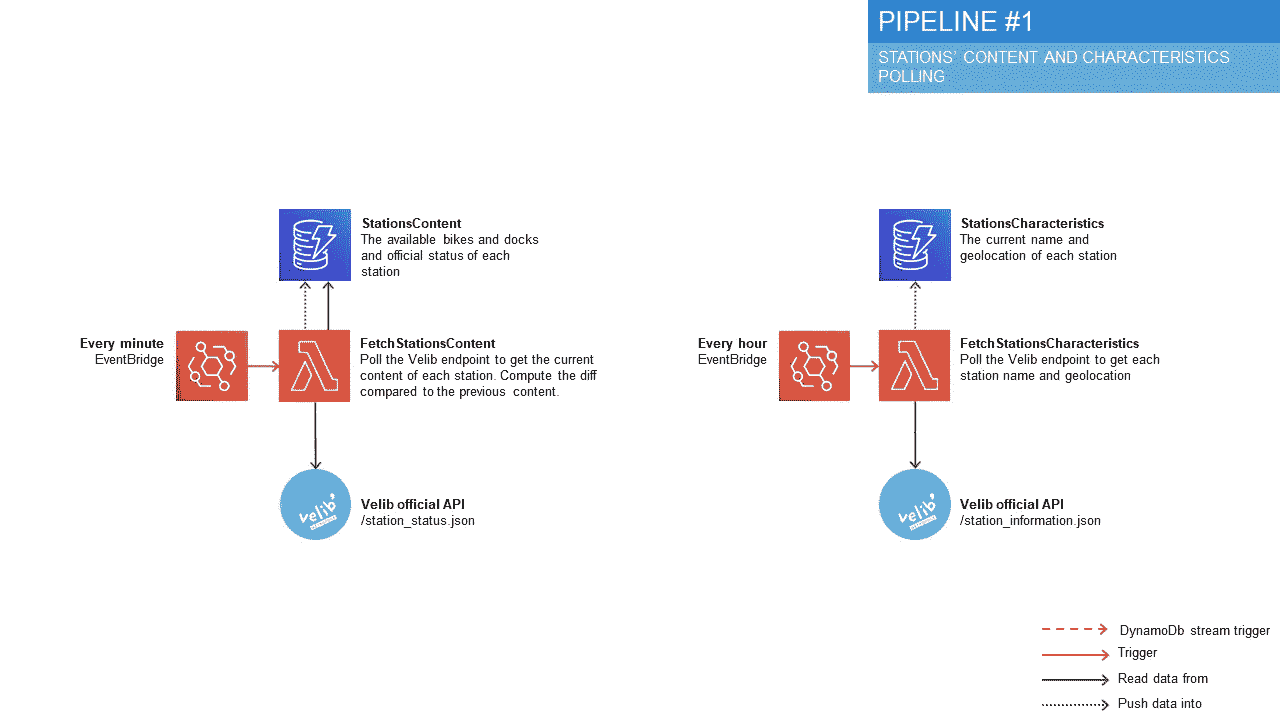 PIPELINE #1
STATIONS' CONTENT AND CHARACTERISTICS
POLLING
StationsContent
The available bikes and docks
and official status of each
station
Every minute
EventBridge
FetchStationsContent
Poll the Velib endpoint to get the current
content of each station. Compute the diff
compared to the previous content.
velib'
Velib official API
/station_status.json
StationsCharacteristics
The current name and
geolocation of each station
Every hour
EventBridge
FetchStationsCharacteristics
Poll the Velib endpoint to get each
station name and geolocation
velib'
Velib official API
/station_information.json
DynamoDb stream trigger
Trigger
Read data from
Push data into